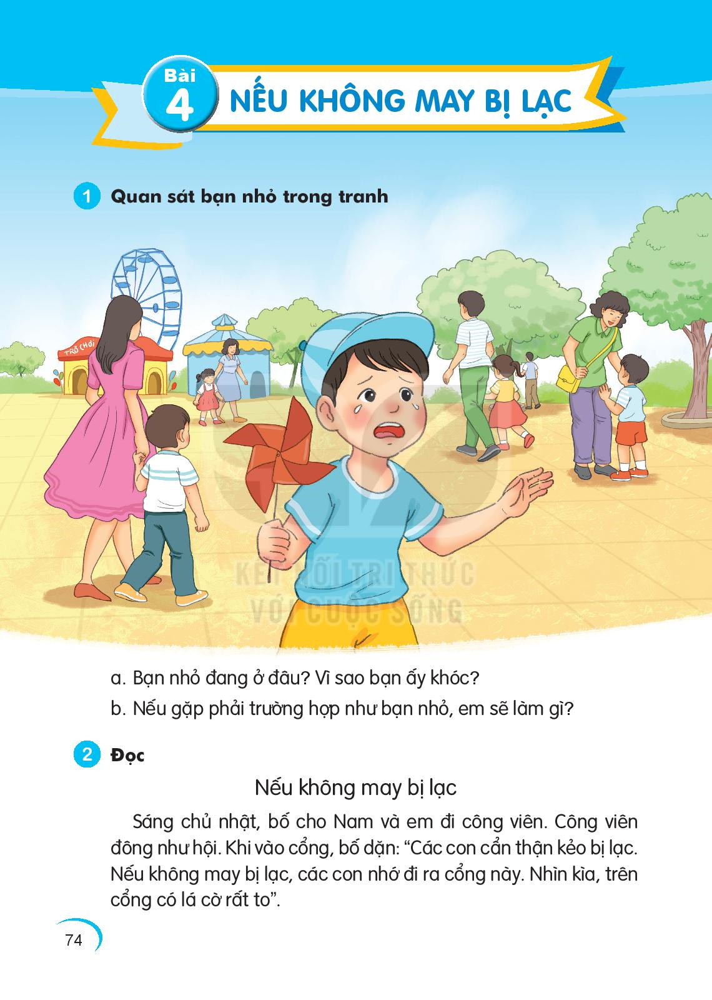 Bài
4
NẾU KHÔNG MAY BỊ LẠC
1 Quan sát bạn nhỏ trong tranh
TRÒ CHƠI
KẾT NỐI TRI THỨC
VỚI CUỘC SỐNG
a. Bạn nhỏ đang ở đâu? Vì sao bạn ấy khóc?
b. Nếu gặp phải trường hợp như bạn nhỏ, em sẽ làm gì?
2 Đọc
Nếu không may bị lạc
Sáng chủ nhật, bố cho Nam và em đi công viên. Công viên
đông như hội. Khi vào cổng, bố dặn: “Các con cẩn thận kẻo bị lạc.
Nếu không may bị lạc, các con nhớ đi ra cổng này. Nhìn kìa, trên
cổng có lá cờ rất to”.
74